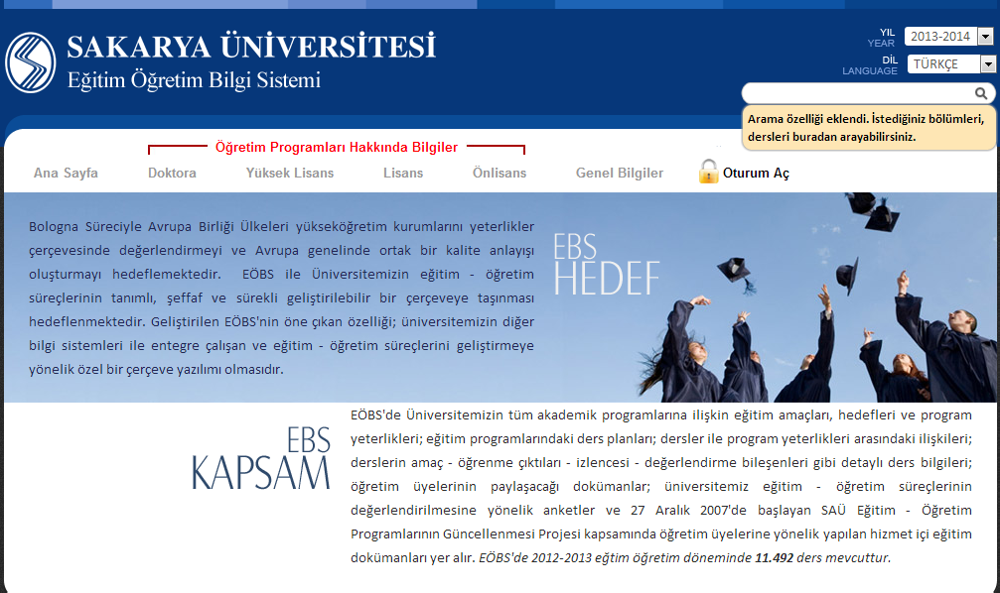 SAKARYA ÜNİVERSİTESİ
Eğitim Öğretim Bilgi Sistemi
YIL
YEAR
2013-2014
DİL
LANGUAGE
TÜRKÇE
Arama özelliği eklendi. İstediğiniz bölümleri,
dersleri buradan arayabilirsiniz.
Öğretim Programları Hakkında Bilgiler
Ana Sayfa Doktora Yüksek Lisans Lisans Önlisans Genel Bilgiler Oturum Aç
Bologna Süreciyle Avrupa Birliği Ülkeleri yükseköğretim kurumlarını yeterlikler
çerçevesinde değerlendirmeyi ve Avrupa genelinde ortak bir kalite anlayışı
oluşturmayı hedeflemektedir. EÖBS ile Üniversitemizin eğitim - öğretim
süreçlerinin tanımlı, şeffaf ve sürekli geliştirilebilir bir çerçeveye taşınması
hedeflenmektedir. Geliştirilen EÖBS'nin öne çıkan özelliği; üniversitemizin diğer
bilgi sistemleri ile entegre çalışan ve eğitim - öğretim süreçlerini geliştirmeye
yönelik özel bir çerçeve yazılımı olmasıdır.
EBS
HEDEF
EBS
KAPSAM
EÖBS'de Üniversitemizin tüm akademik programlarına ilişkin eğitim amaçları, hedefleri ve program
yeterlikleri; eğitim programlarındaki ders planları; dersler ile program yeterlikleri arasındaki ilişkileri;
derslerin amaç - öğrenme çıktıları - izlencesi - değerlendirme bileşenleri gibi detaylı ders bilgileri;
öğretim üyelerinin paylaşacağı dokümanlar; üniversitemiz eğitim - öğretim süreçlerinin
değerlendirilmesine yönelik anketler ve 27 Aralık 2007'de başlayan SAÜ Eğitim - Öğretim
Programlarının Güncellenmesi Projesi kapsamında öğretim üyelerine yönelik yapılan hizmet içi eğitim
dokümanları yer alır. EÖBS'de 2012-2013 eğtim öğretim döneminde 11.492 ders mevcuttur.